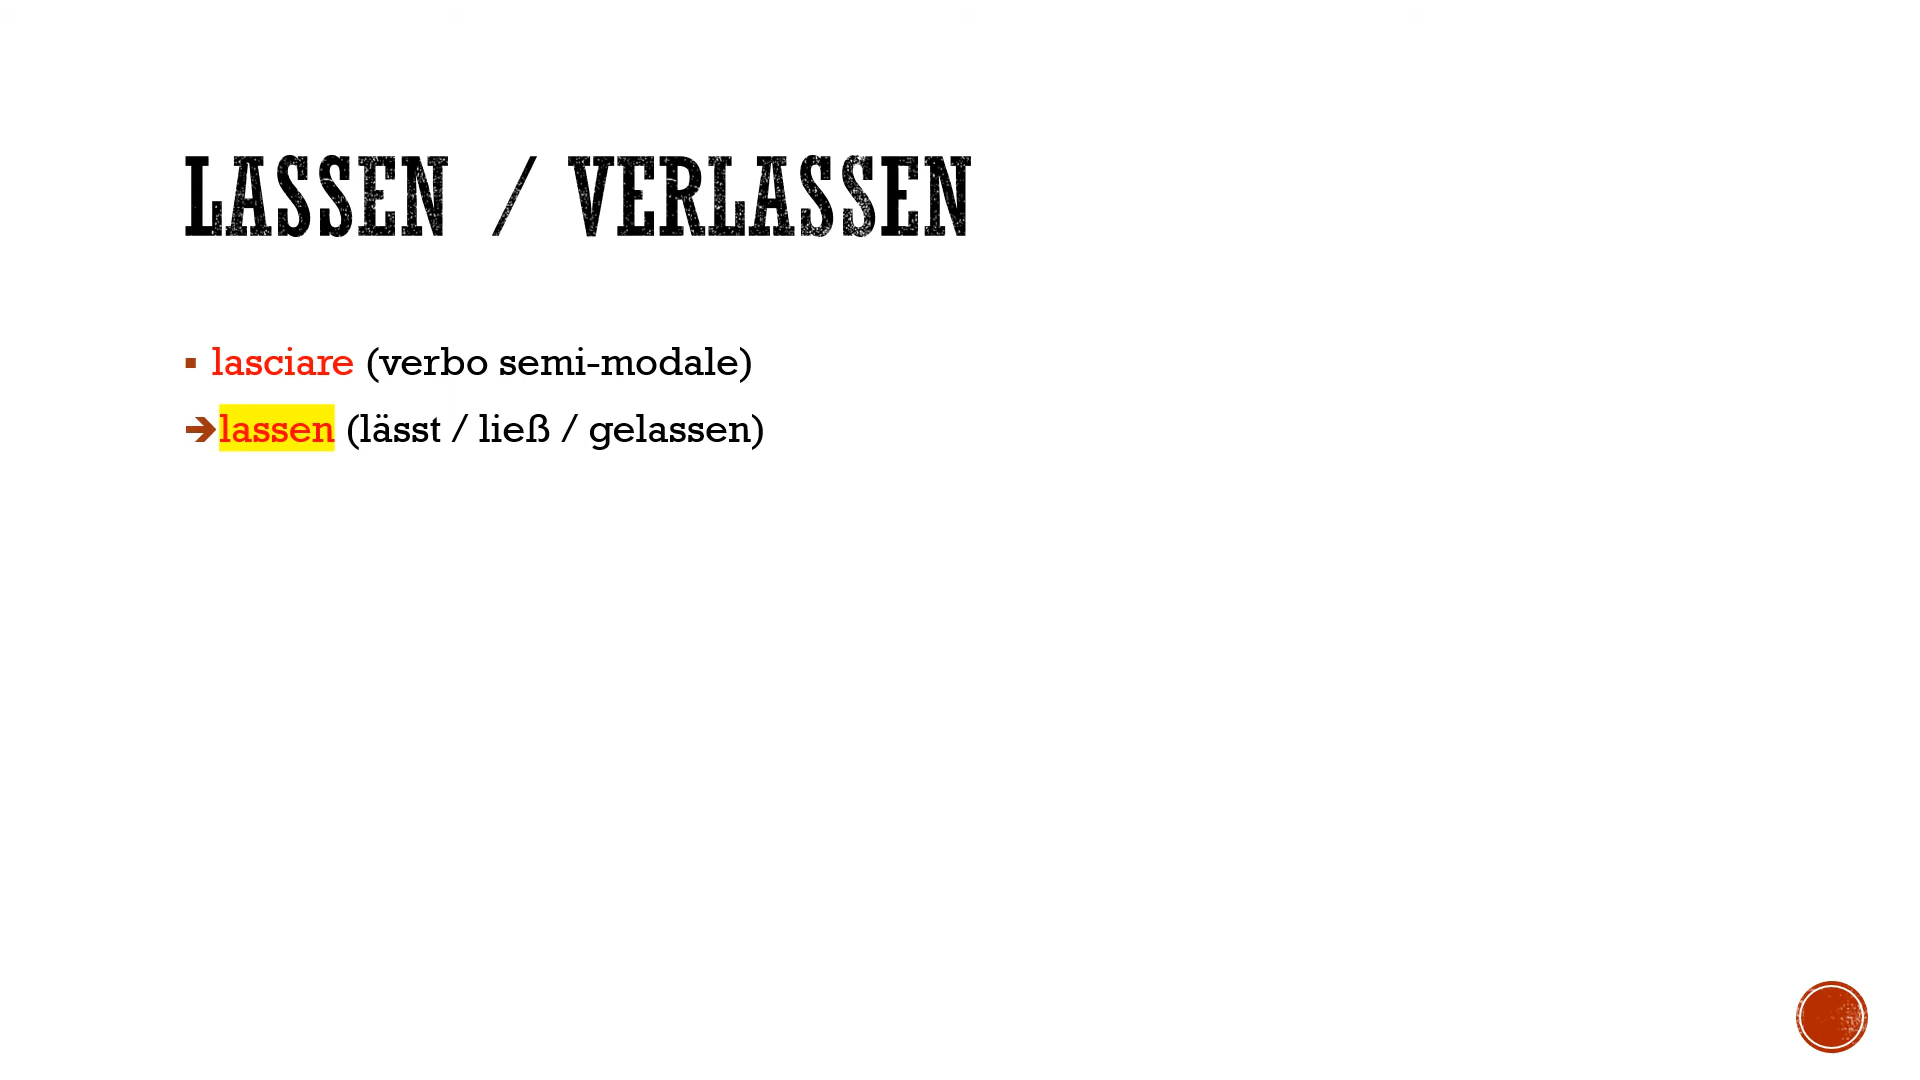 LASSEN / VERLASSEN
▪ lasciare (verbo semi-modale)
➔lassen (lässt / ließ / gelassen)